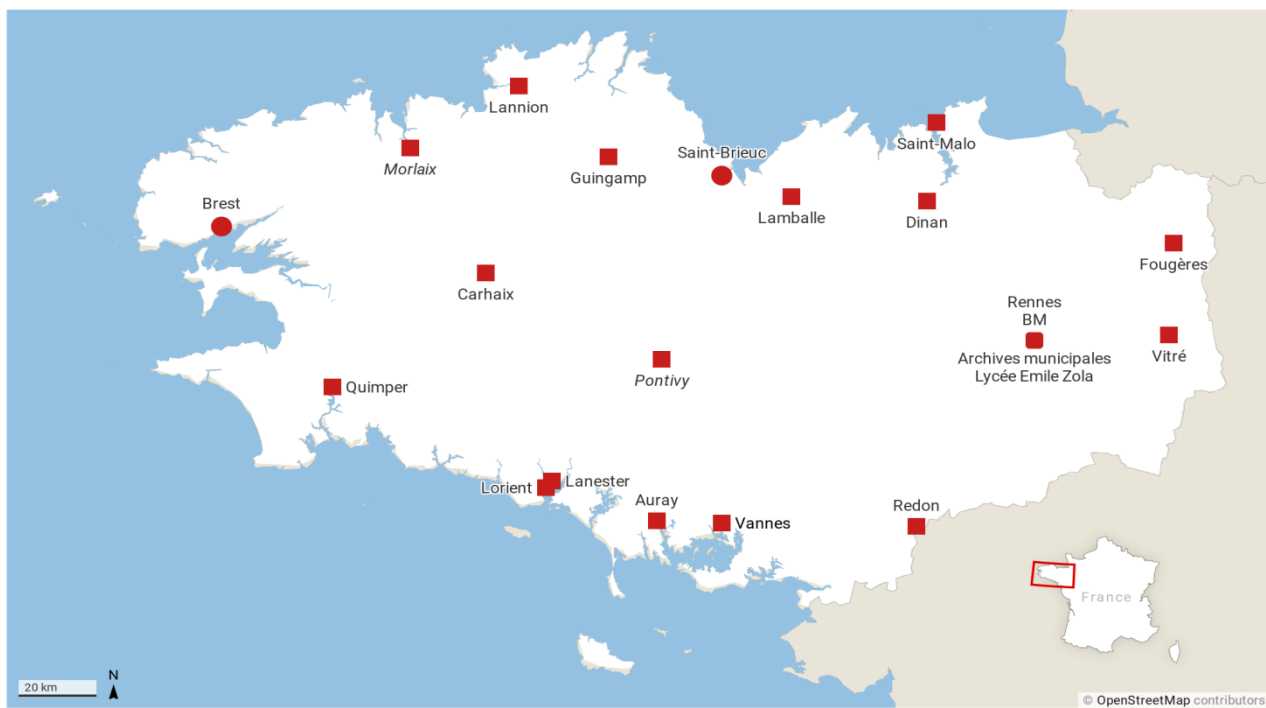 Lannion
Saint-Malo
Morlaix
Saint-Brieuc
Guingamp
Lamballe
Dinan
Brest
Fougères
Carhaix
Rennes
BM
Archives municipales
Lycée Emile Zola
Vitré
Pontivy
Quimper
Lanester
Lorient
Auray
Vannes
Redon
France
20 km
N
© OpenStreetMap contributors